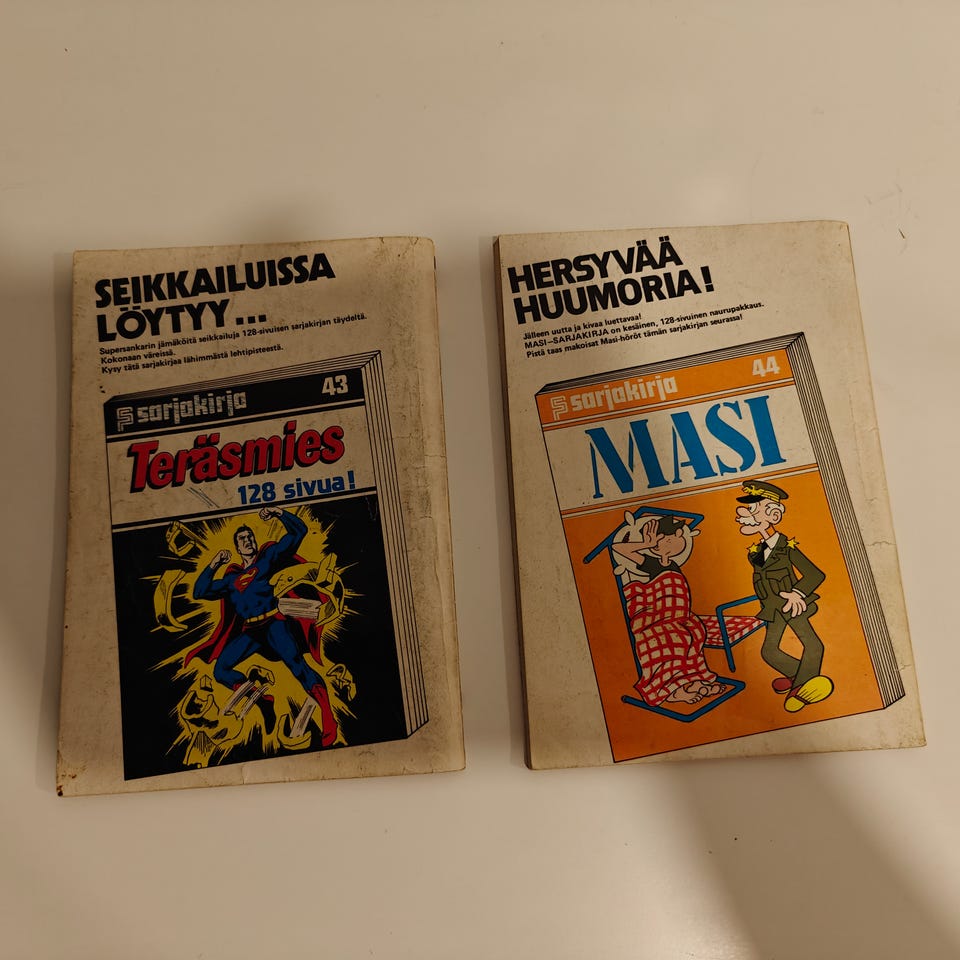 SEIKKAILUISSA
LÖYTYY...
Supersankarin jämäköitä seikkailuja 128-sivuisen sarjakirjan täydeltä.
Kokonaan väreissä.
Kysy tätä sarjakirjaa lähimmästä lehtipisteestä.
sarjakirja 43
Teräsmies
128 sivua!
S
HERSYVÄÄ
HUUMORIA!
Jälleen uutta ja kivaa luettavaa!
MASI–SARJAKIRJA on kesäinen, 128-sivuinen naurupakkaus.
Pistä taas makoisat Masi-höröt tämän sarjakirjan seurassa!
sarjakirja 44
MASI